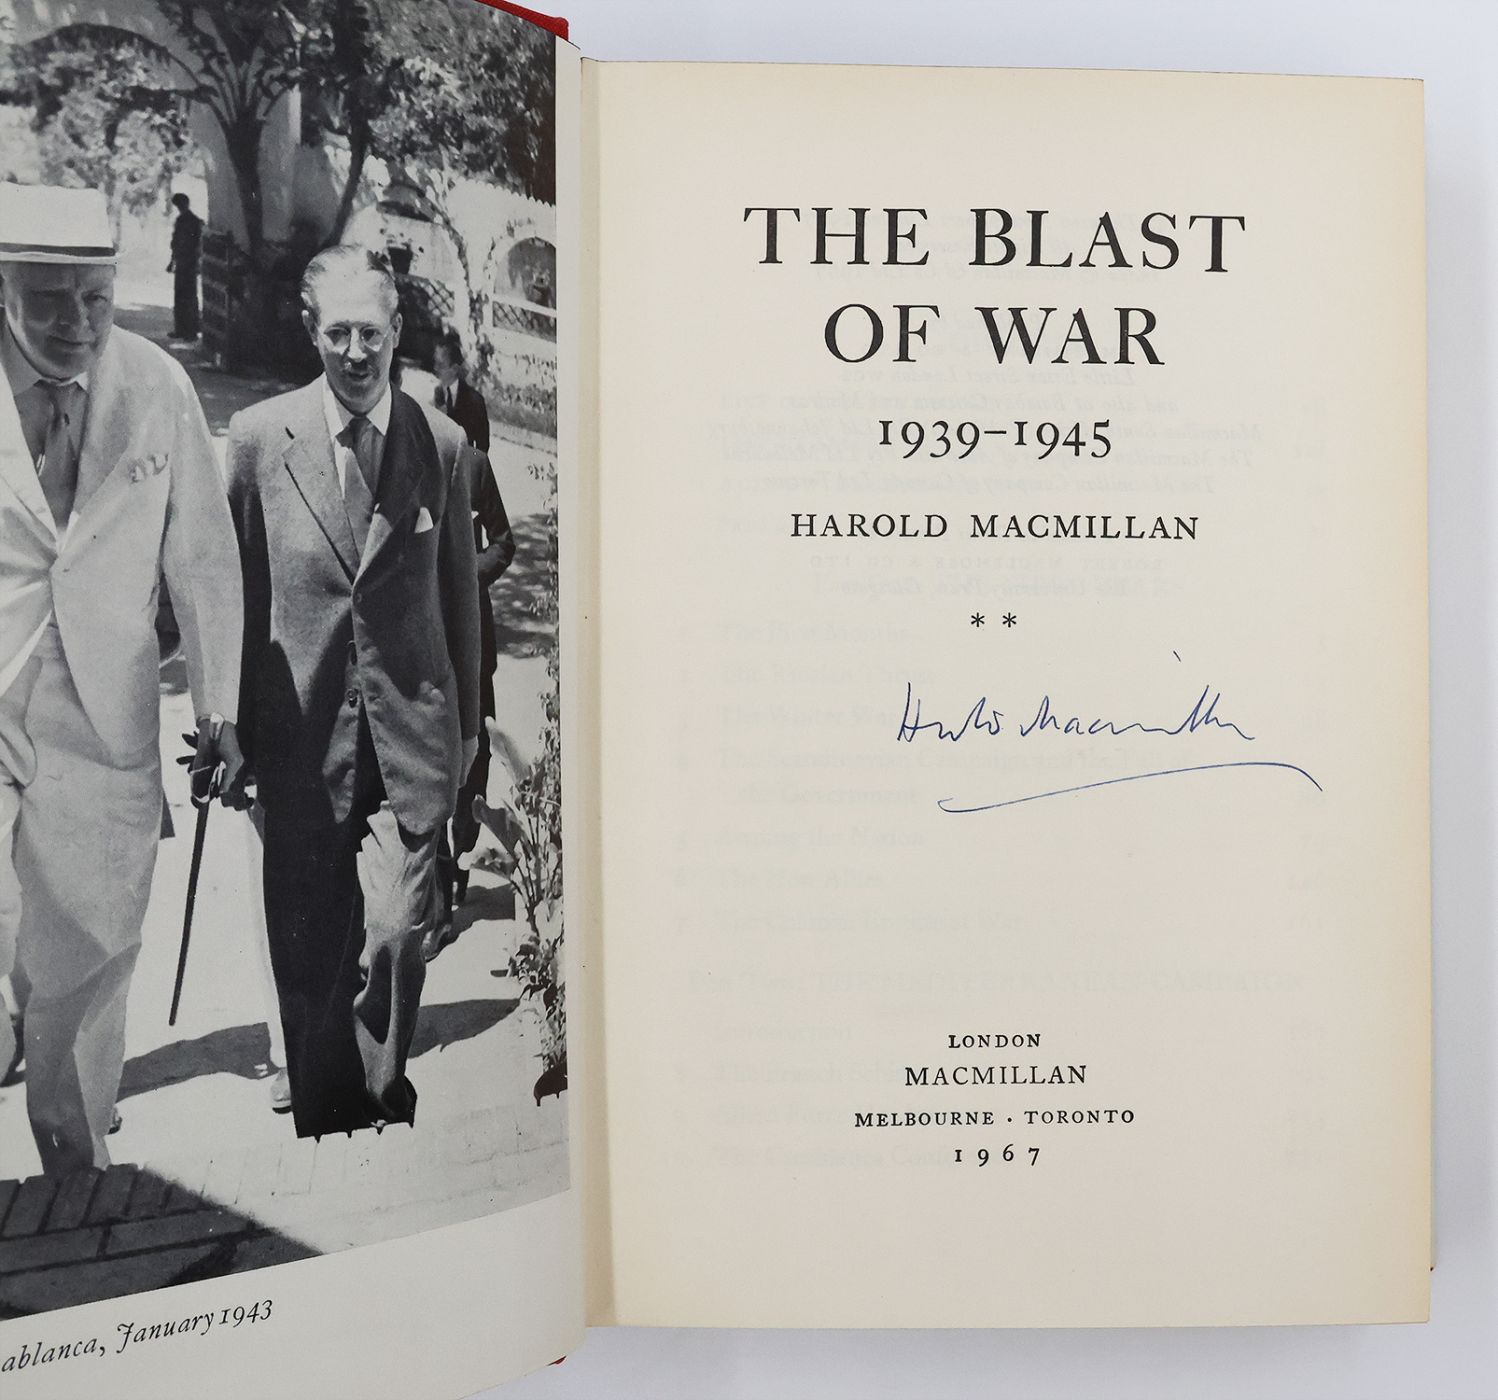 ablanca, January 1943
THE BLAST
OF WAR
1939–1945
HAROLD MACMILLAN
* *
Harold Macmillan
LONDON
MACMILLAN
MELBOURNE · TORONTO
1967